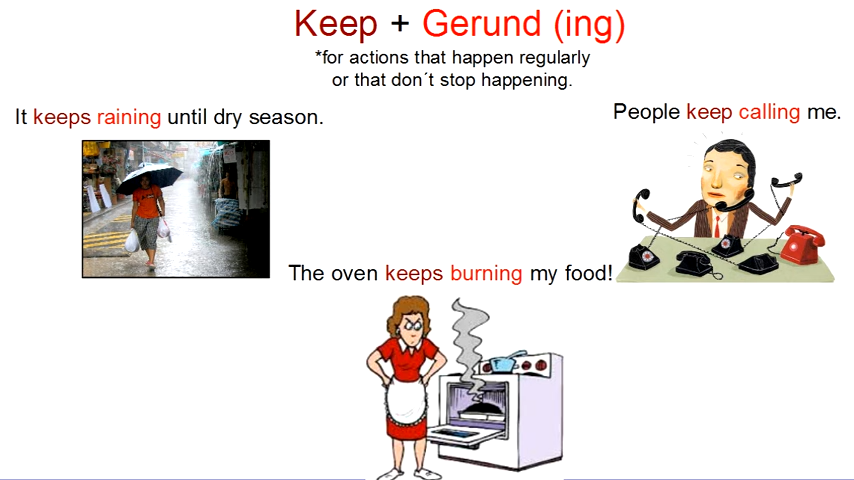 Keep + Gerund (ing)
*for actions that happen regularly
or that don´t stop happening.
It keeps raining until dry season.
People keep calling me.
The oven keeps burning my food!